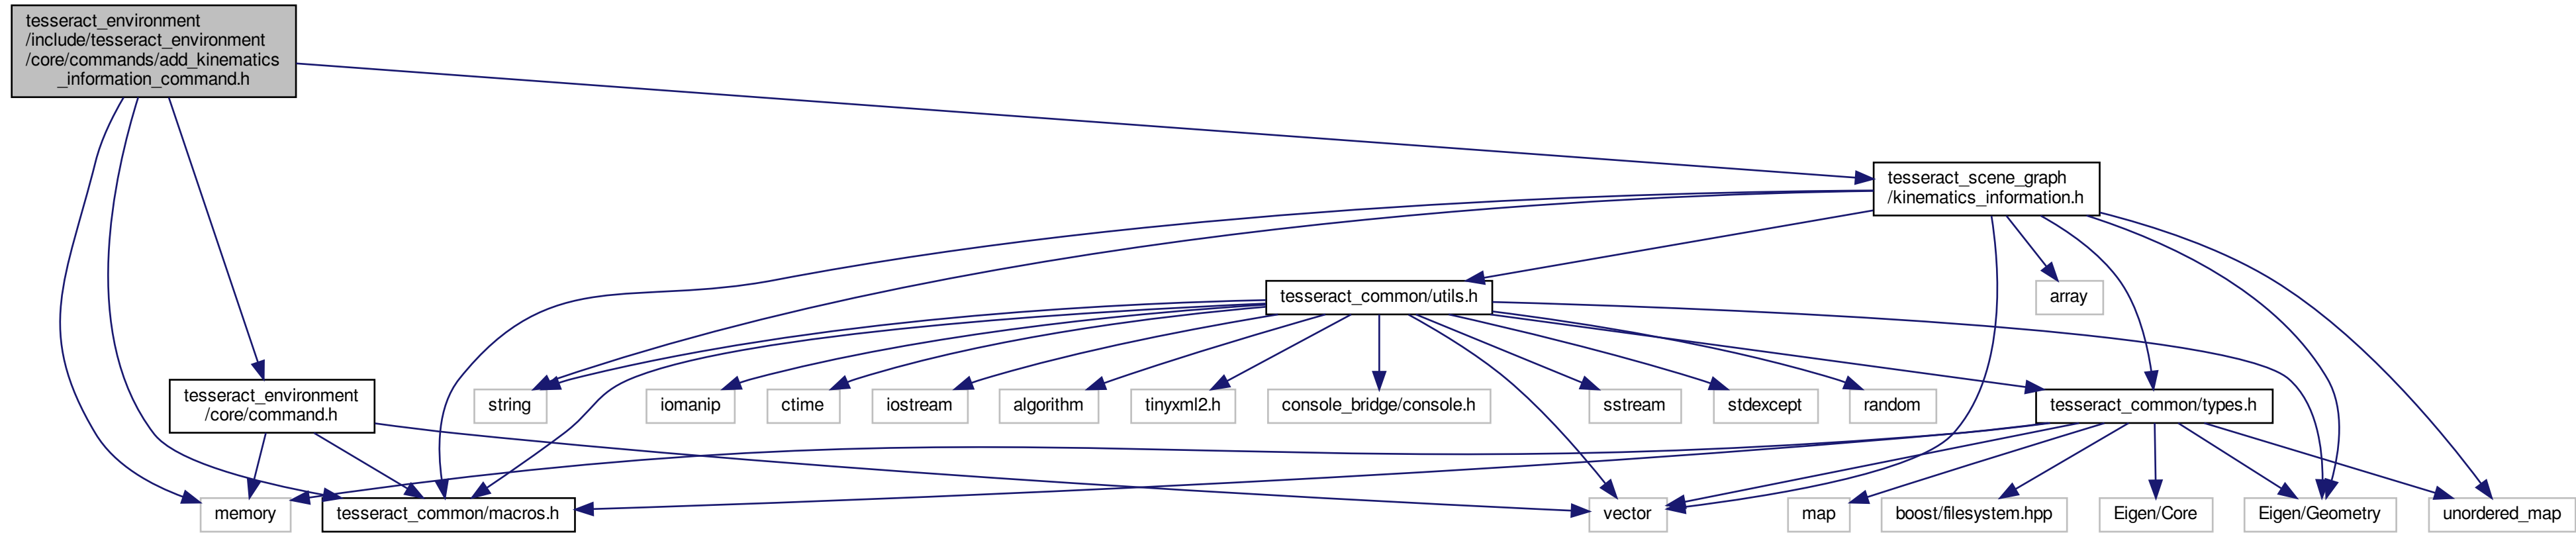 tesseract_environment
/include/tesseract_environment
/core/commands/add_kinematics
_information_command.h
tesseract_scene_graph
/kinematics_information.h
tesseract_common/utils.h
array
tesseract_environment
/core/command.h
string
iomanip
ctime
iostream
algorithm
tinyxml2.h
console_bridge/console.h
sstream
stdexcept
random
tesseract_common/types.h
memory
tesseract_common/macros.h
vector
map
boost/filesystem.hpp
Eigen/Core
Eigen/Geometry
unordered_map